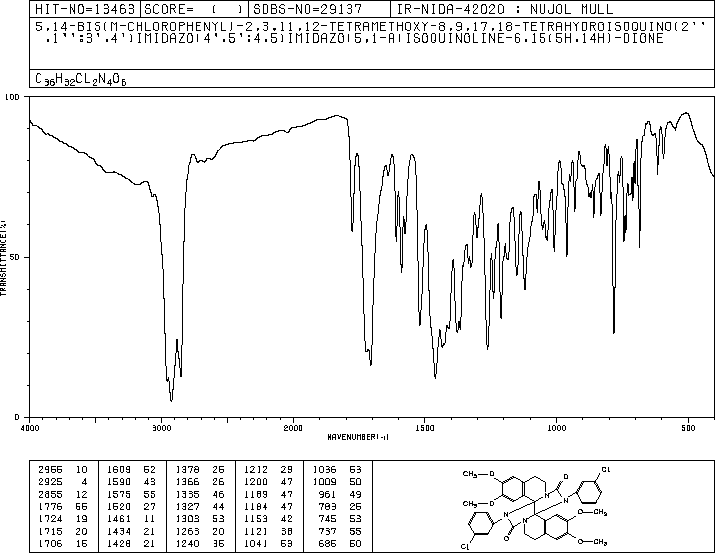 HIT-NO=13463 SCORE= ( ) SDBS-NO=29137 IR-NIDA-42020 : NUJOL MULL
5,14-BIS(M-CHLOROPHENYL)-2,3,11,12-TETRAMETHOXY-8,9,17,18-TETRAHYDROISOQUINO(2''
,1'':3',4')IMIDAZO(4',5':4,5)IMIDAZO(5,1-A)ISOQUINOLINE-6,15(5H,14H)-DIONE
C36H32CL2N4O6
100
50
0
TRANSMITTANCE(%)
4000 3000 2000 1500 1000 500
WAVENUMBER(-1)
10 1609 52 1378 26 1212 29 1036 53
2925 4 1590 43 1366 26 1200 47 1009 50
2855 12 1575 55 1335 46 1189 47 961 49
1776 55 1520 27 1327 44 1184 47 783 25
1724 19 1461 11 1303 53 1153 42 745 53
1715 20 1434 21 1263 20 1121 38 737 55
1706 1428 21 1240 1041 53 50
CH3 O
CH3 O
O
Cl
N
N
N
N
O
O CH3
O CH3
Cl